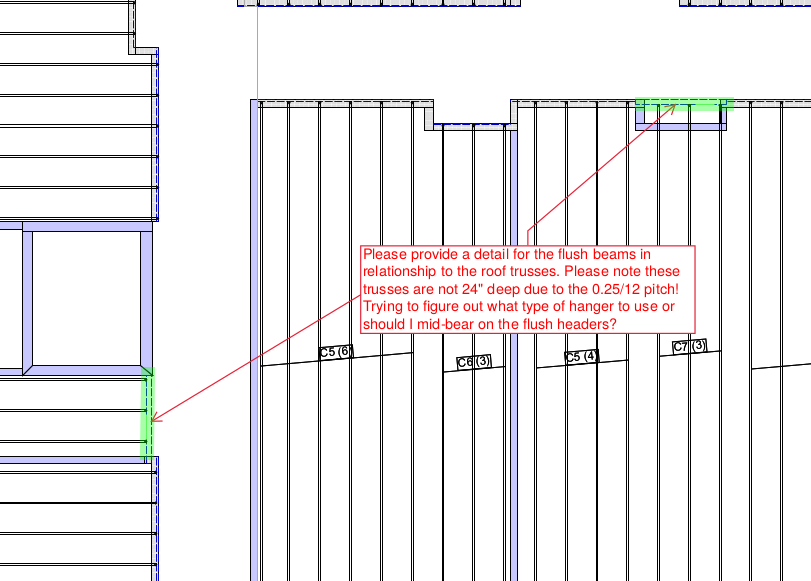 Please provide a detail for the flush beams in
relationship to the roof trusses. Please note these
trusses are not 24" deep due to the 0.25/12 pitch!
Trying to figure out what type of hanger to use or
should I mid-bear on the flush headers?
C5 (6)
C6 (3)
C5 (4)
C7 (3)